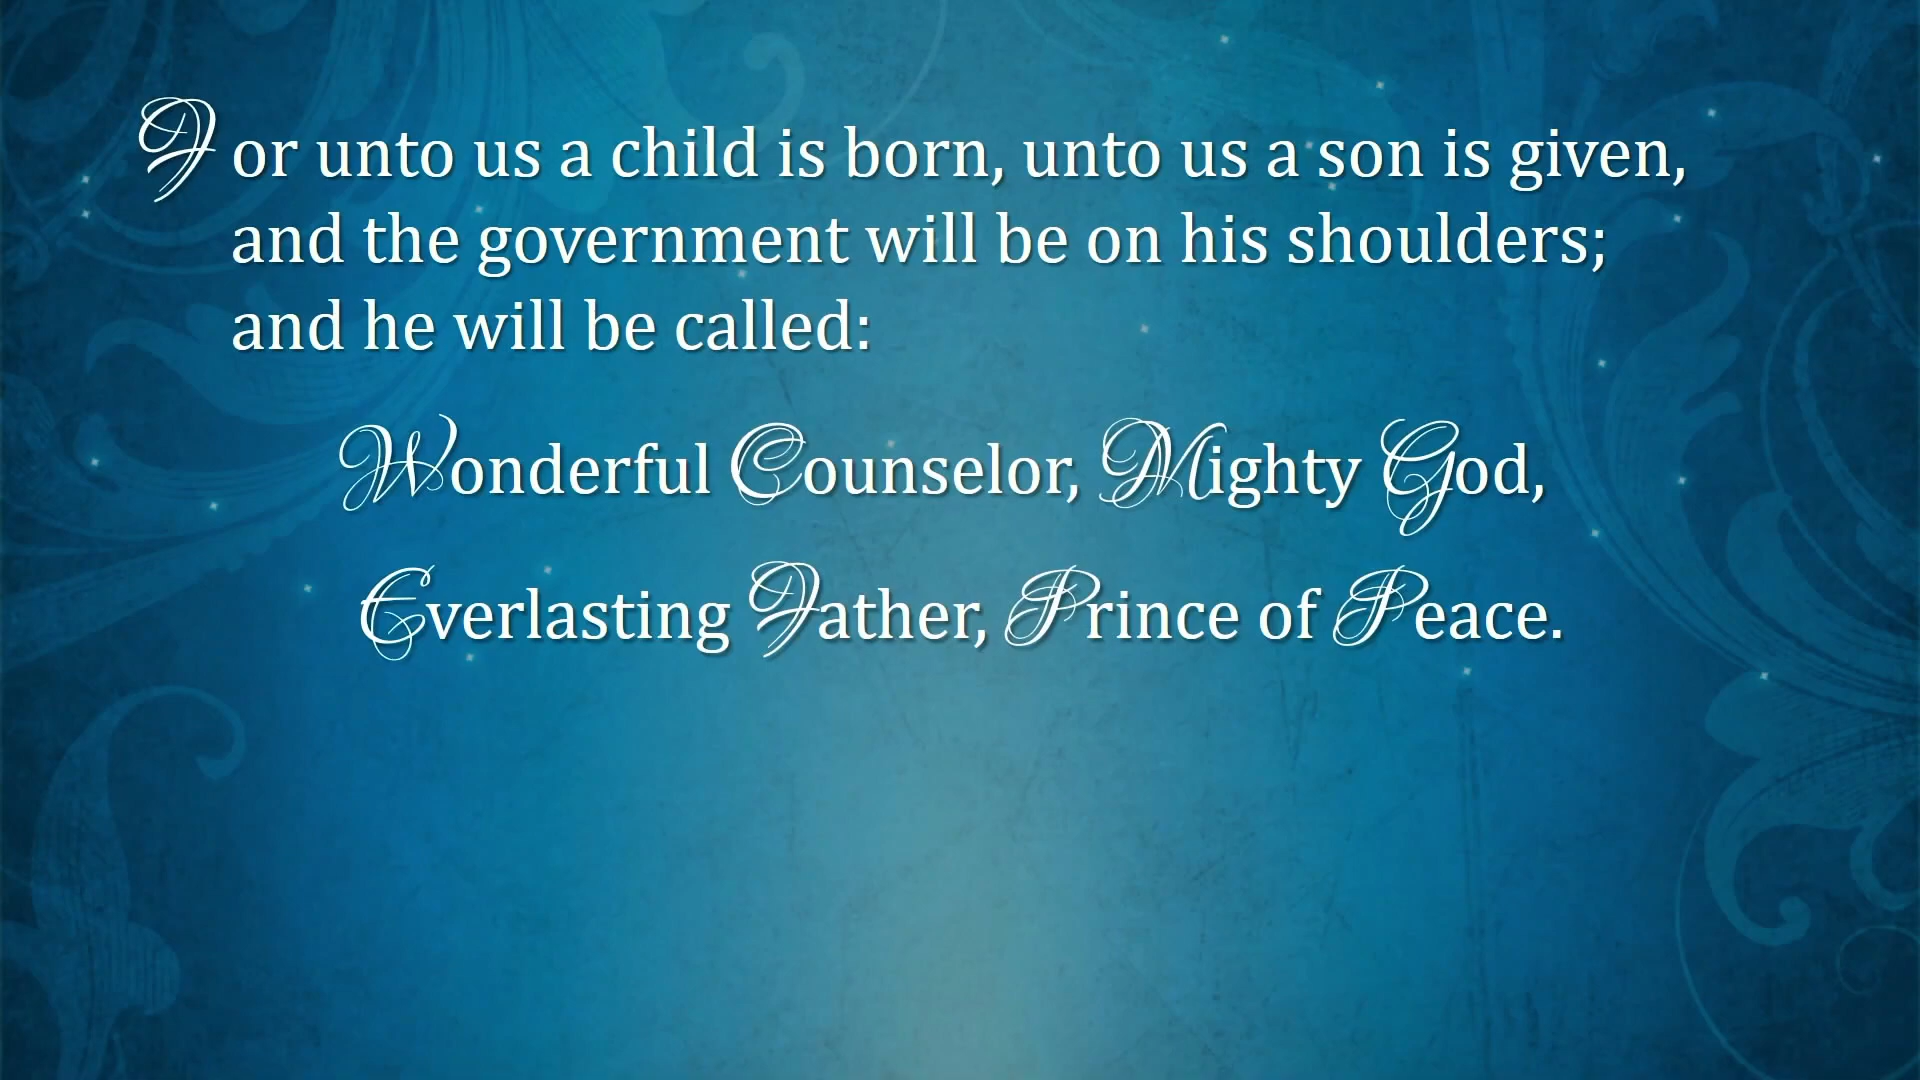 For unto us a child is born, unto us a son is given,
and the government will be on his shoulders;
and he will be called:
Wonderful Counselor, Mighty God,
Everlasting Father, Prince of Peace.